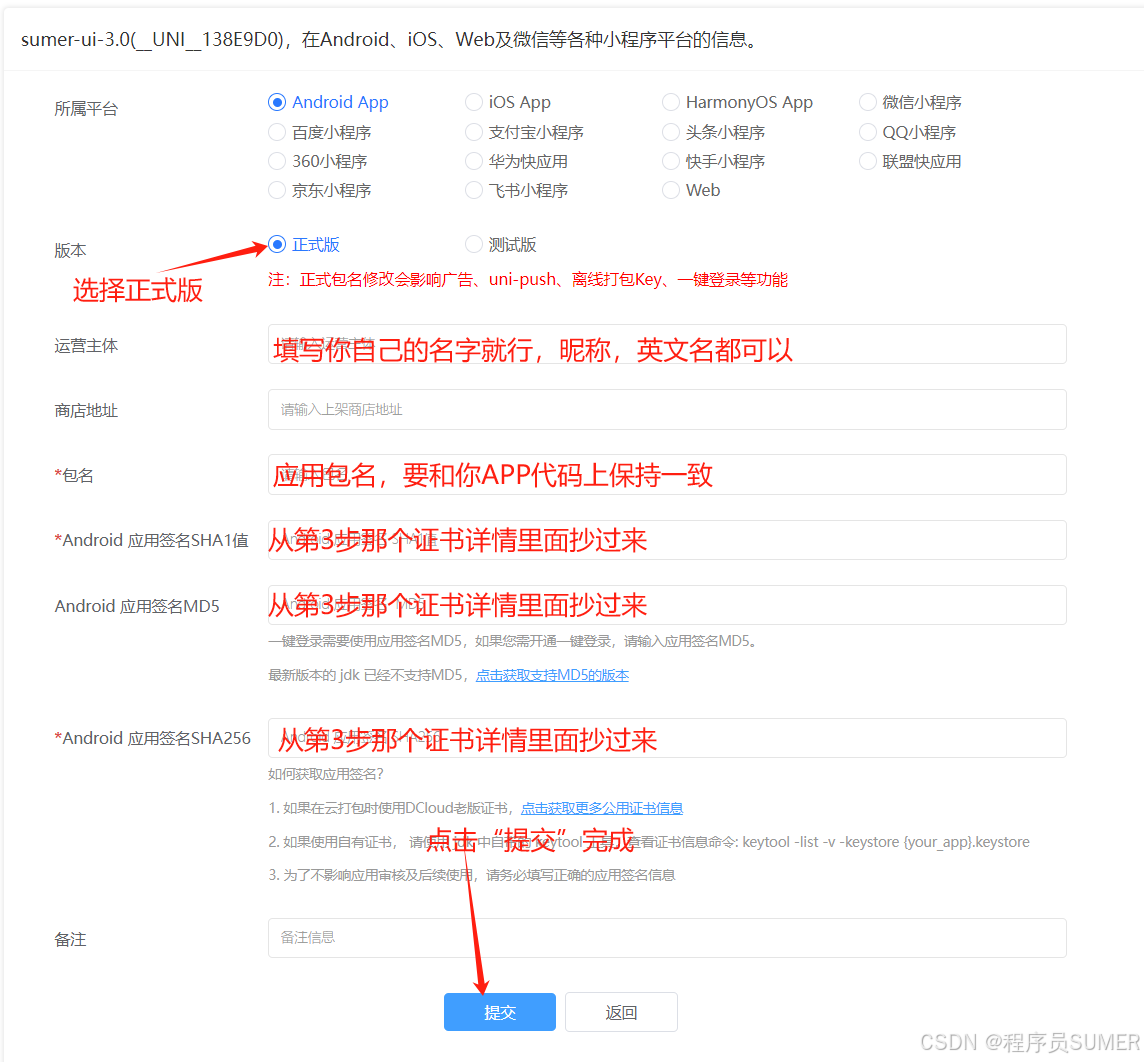 sumer-ui-3.0(__UNI__138E9D0)，在Android、iOS、Web及微信等各种小程序平台的信息。
所属平台
Android App iOS App HarmonyOS App 微信小程序
百度小程序 支付宝小程序 头条小程序 QQ小程序
360小程序 华为快应用 快手小程序 联盟快应用
京东小程序 飞书小程序 Web
版本 正式版 测试版
选择正式版
注：正式包名修改会影响广告、uni-push、离线打包Key、一键登录等功能
运营主体 填写你自己的名字就行，昵称，英文名都可以
商店地址 请输入上架商店地址
*包名 应用包名，要和你APP代码上保持一致
*Android 应用签名SHA1值 从第3步那个证书详情里面抄过来
Android 应用签名MD5 从第3步那个证书详情里面抄过来
一键登录需要使用应用签名MD5，如果您需开通一键登录，请输入应用签名MD5。
最新版本的 jdk 已经不支持MD5，点击获取支持MD5的版本
*Android 应用签名SHA256 从第3步那个证书详情里面抄过来
如何获取应用签名?
1. 如果在云打包时使用DCloud老版证书，点击获取更多公用证书信息
点击“提交”完成
2. 如果使用自有证书， 请使用 jdk 中自带的 keytool 查看证书信息命令: keytool -list -v -keystore {your_app}.keystore
3. 为了不影响应用审核及后续使用，请务必填写正确的应用签名信息
备注 备注信息
提交 返回
CSDN @程序员SUMER